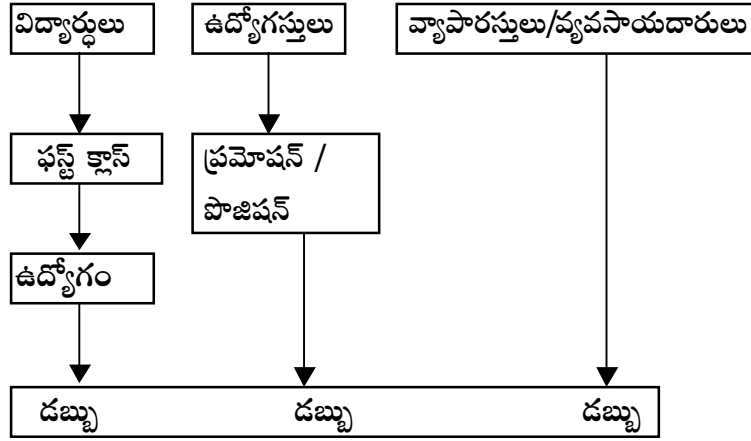 విద్యార్థులు ఉద్యోగస్తులు వ్యాపారస్తులు/వ్యవసాయదారులు
ఫస్ట్ క్లాస్ ప్రమోషన్ /
పొజిషన్
ఉద్యోగం
డబ్బు డబ్బు డబ్బు